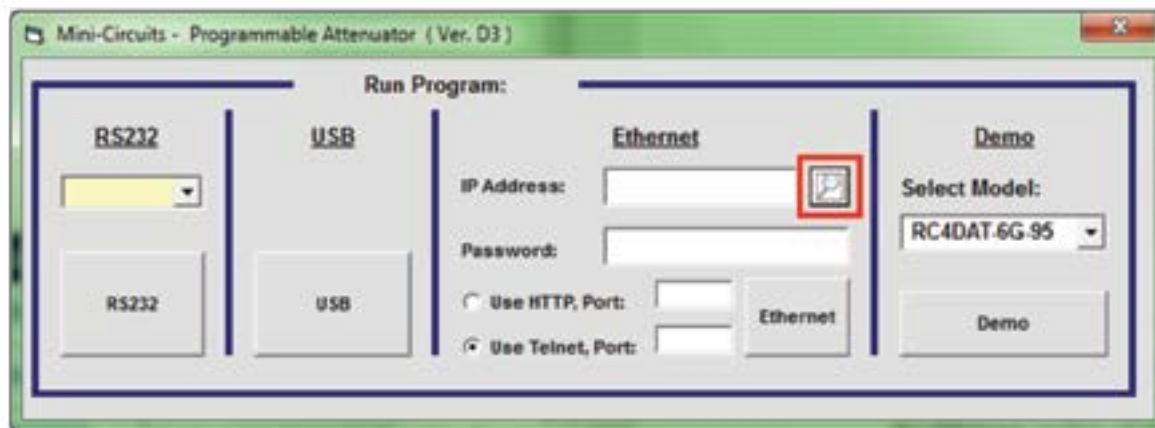 Mini-Circuits - Programmable Attenuator ( Ver. D3 )
Run Program:
RS232
RS232
USB
USB
Ethernet
IP Address:
Password:
Use HTTP, Port:
Use Telnet, Port:
Ethernet
Demo
Select Model:
RC4DAT-6G-95
Demo